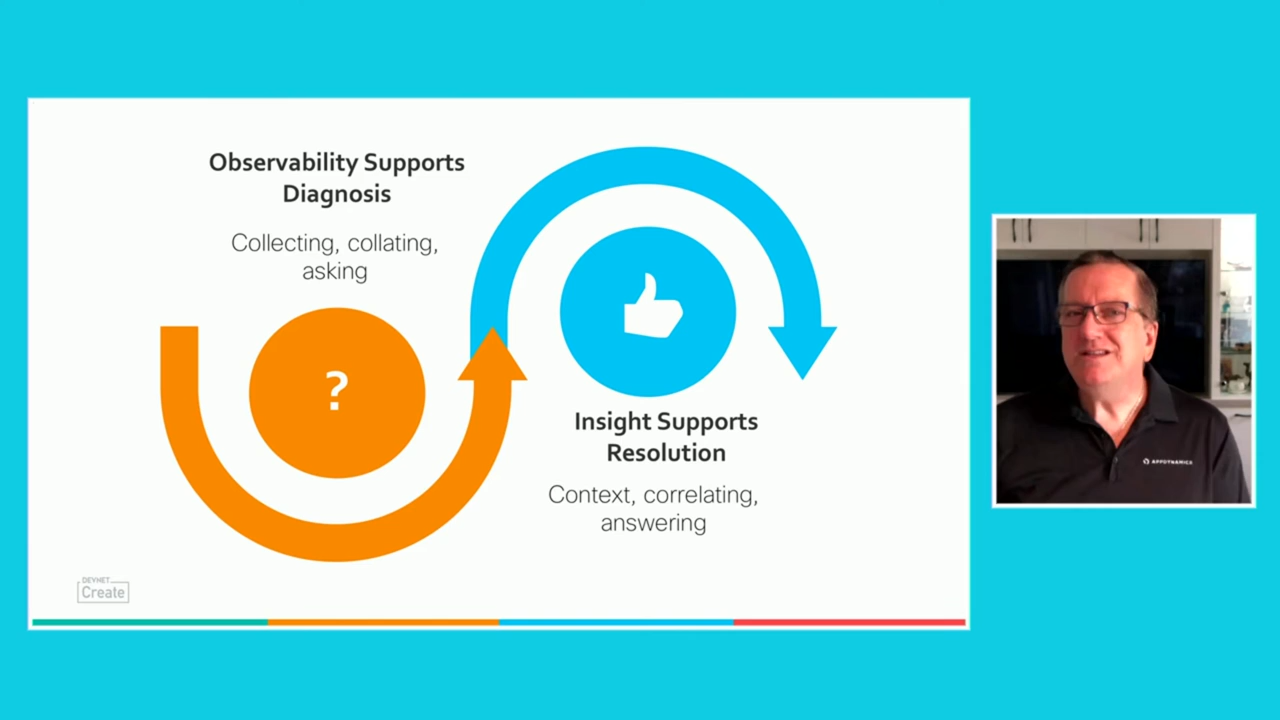 Observability Supports
Diagnosis
Collecting, collating,
asking
?
Insight Supports
Resolution
Context, correlating,
answering
DEVNET
Create
APPDYNAMICS